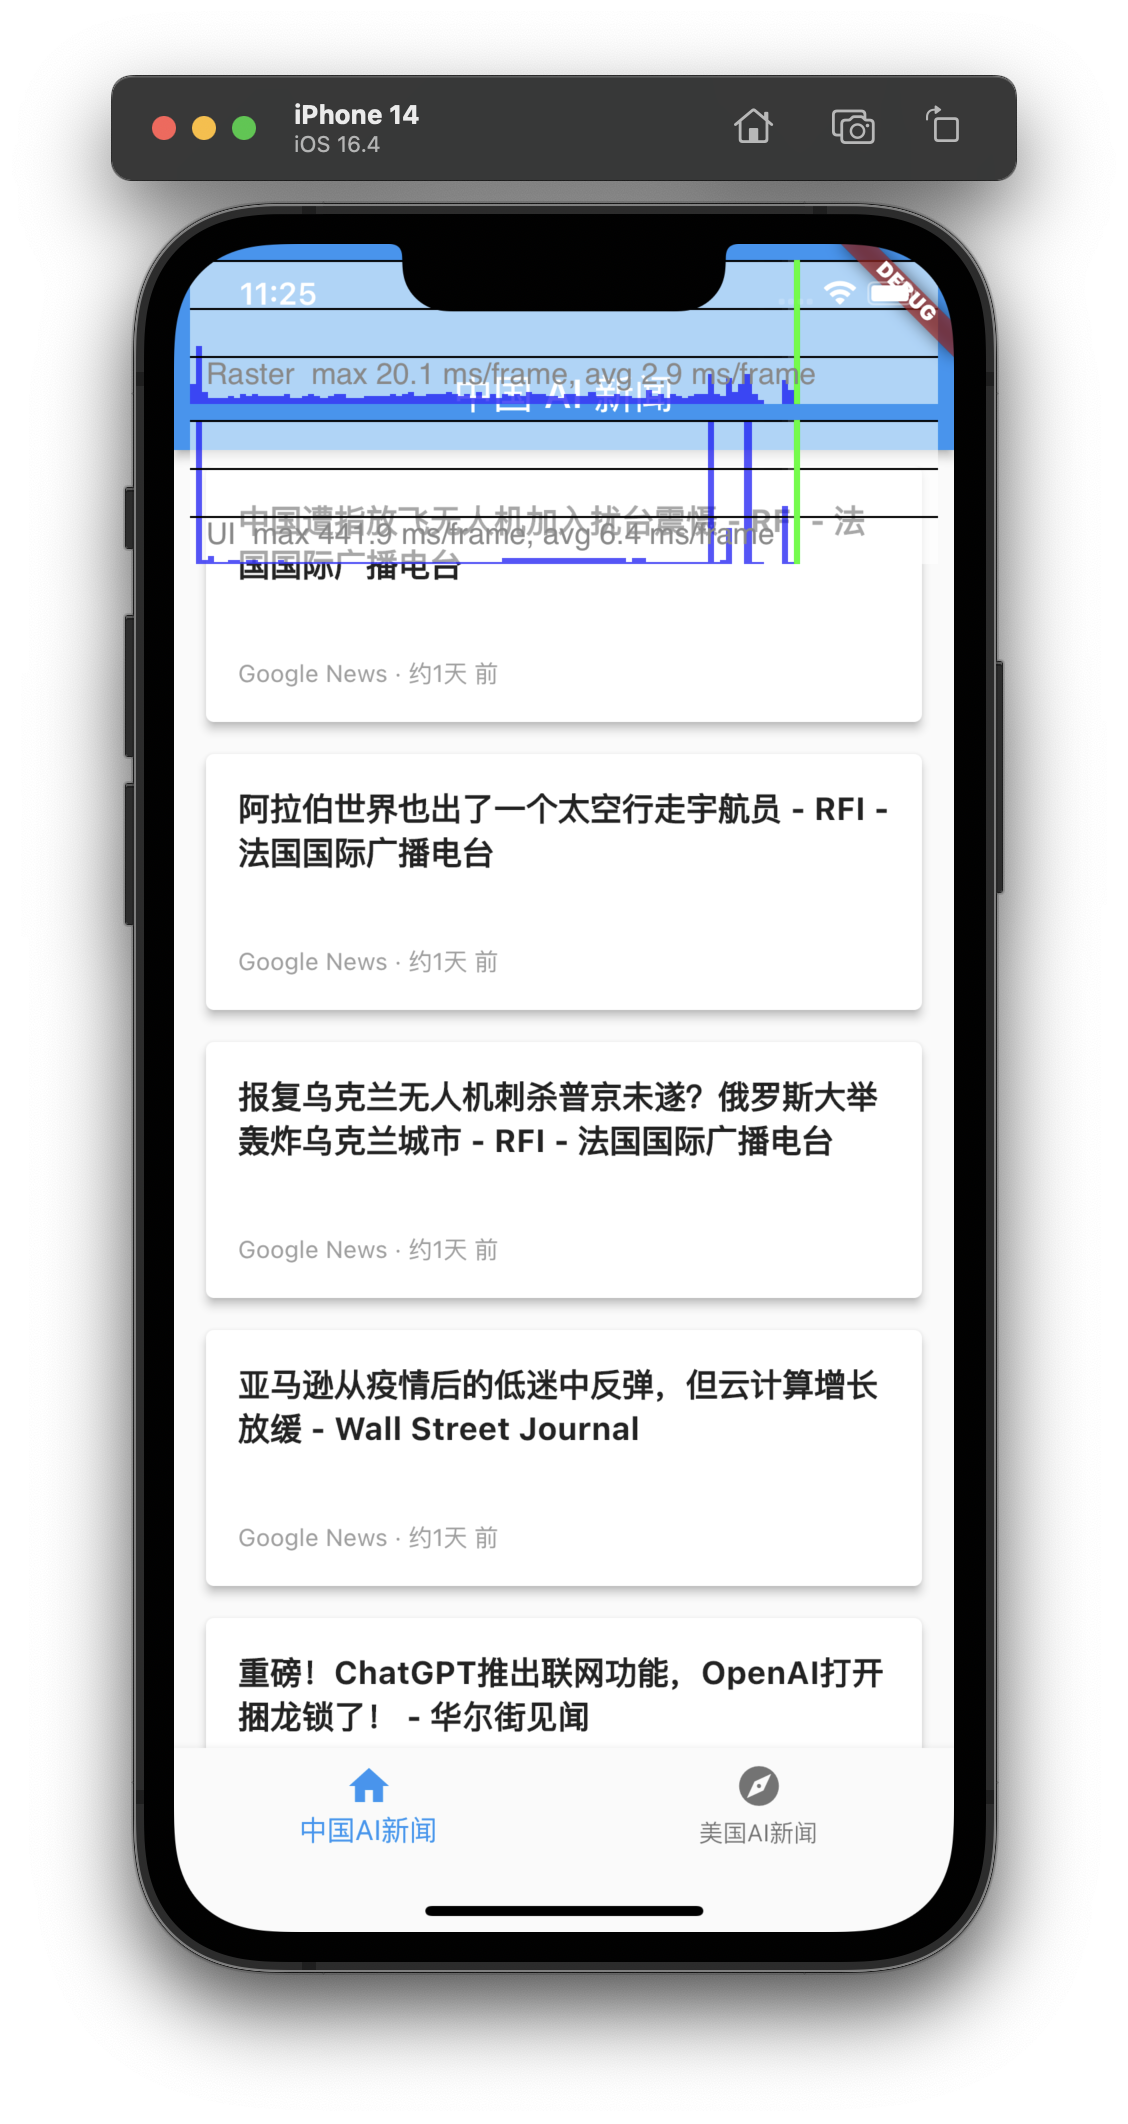 iPhone 14
iOS 16.4
11:25
DEBUG
Raster max 20.1 ms/frame, avg 2.9 ms/frame
中国 AI 新闻
中国遭指放飞无人机加入扰台震慑 - RFI - 法
国国际广播电台
UI max 441.9 ms/frame, avg 6.4 ms/frame
Google News · 约1天 前
阿拉伯世界也出了一个太空行走宇航员 - RFI -
法国国际广播电台
Google News · 约1天 前
报复乌克兰无人机刺杀普京未遂？俄罗斯大举
轰炸乌克兰城市 - RFI - 法国国际广播电台
Google News · 约1天 前
亚马逊从疫情后的低迷中反弹，但云计算增长
放缓 - Wall Street Journal
Google News · 约1天 前
重磅！ChatGPT推出联网功能，OpenAI打开
捆龙锁了！ - 华尔街见闻
中国AI新闻
美国AI新闻